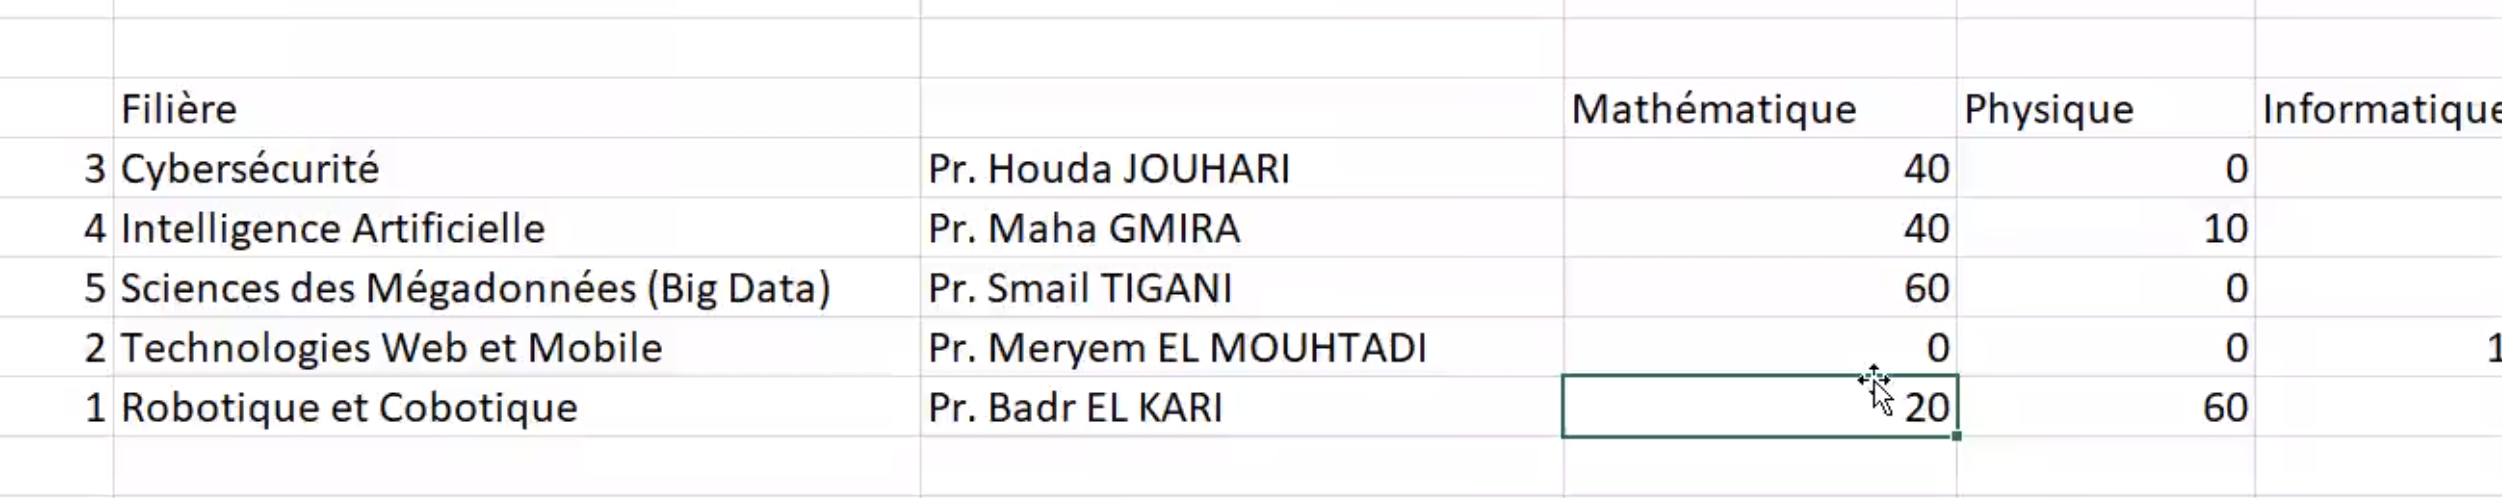 Filière Mathématique Physique Informatique
3 Cybersécurité Pr. Houda JOUHARI 40 0
4 Intelligence Artificielle Pr. Maha GMIRA 40 10
5 Sciences des Mégadonnées (Big Data) Pr. Smail TIGANI 60 0
2 Technologies Web et Mobile Pr. Meryem EL MOUHTADI 0 0
1 Robotique et Cobotique Pr. Badr EL KARI 20 60